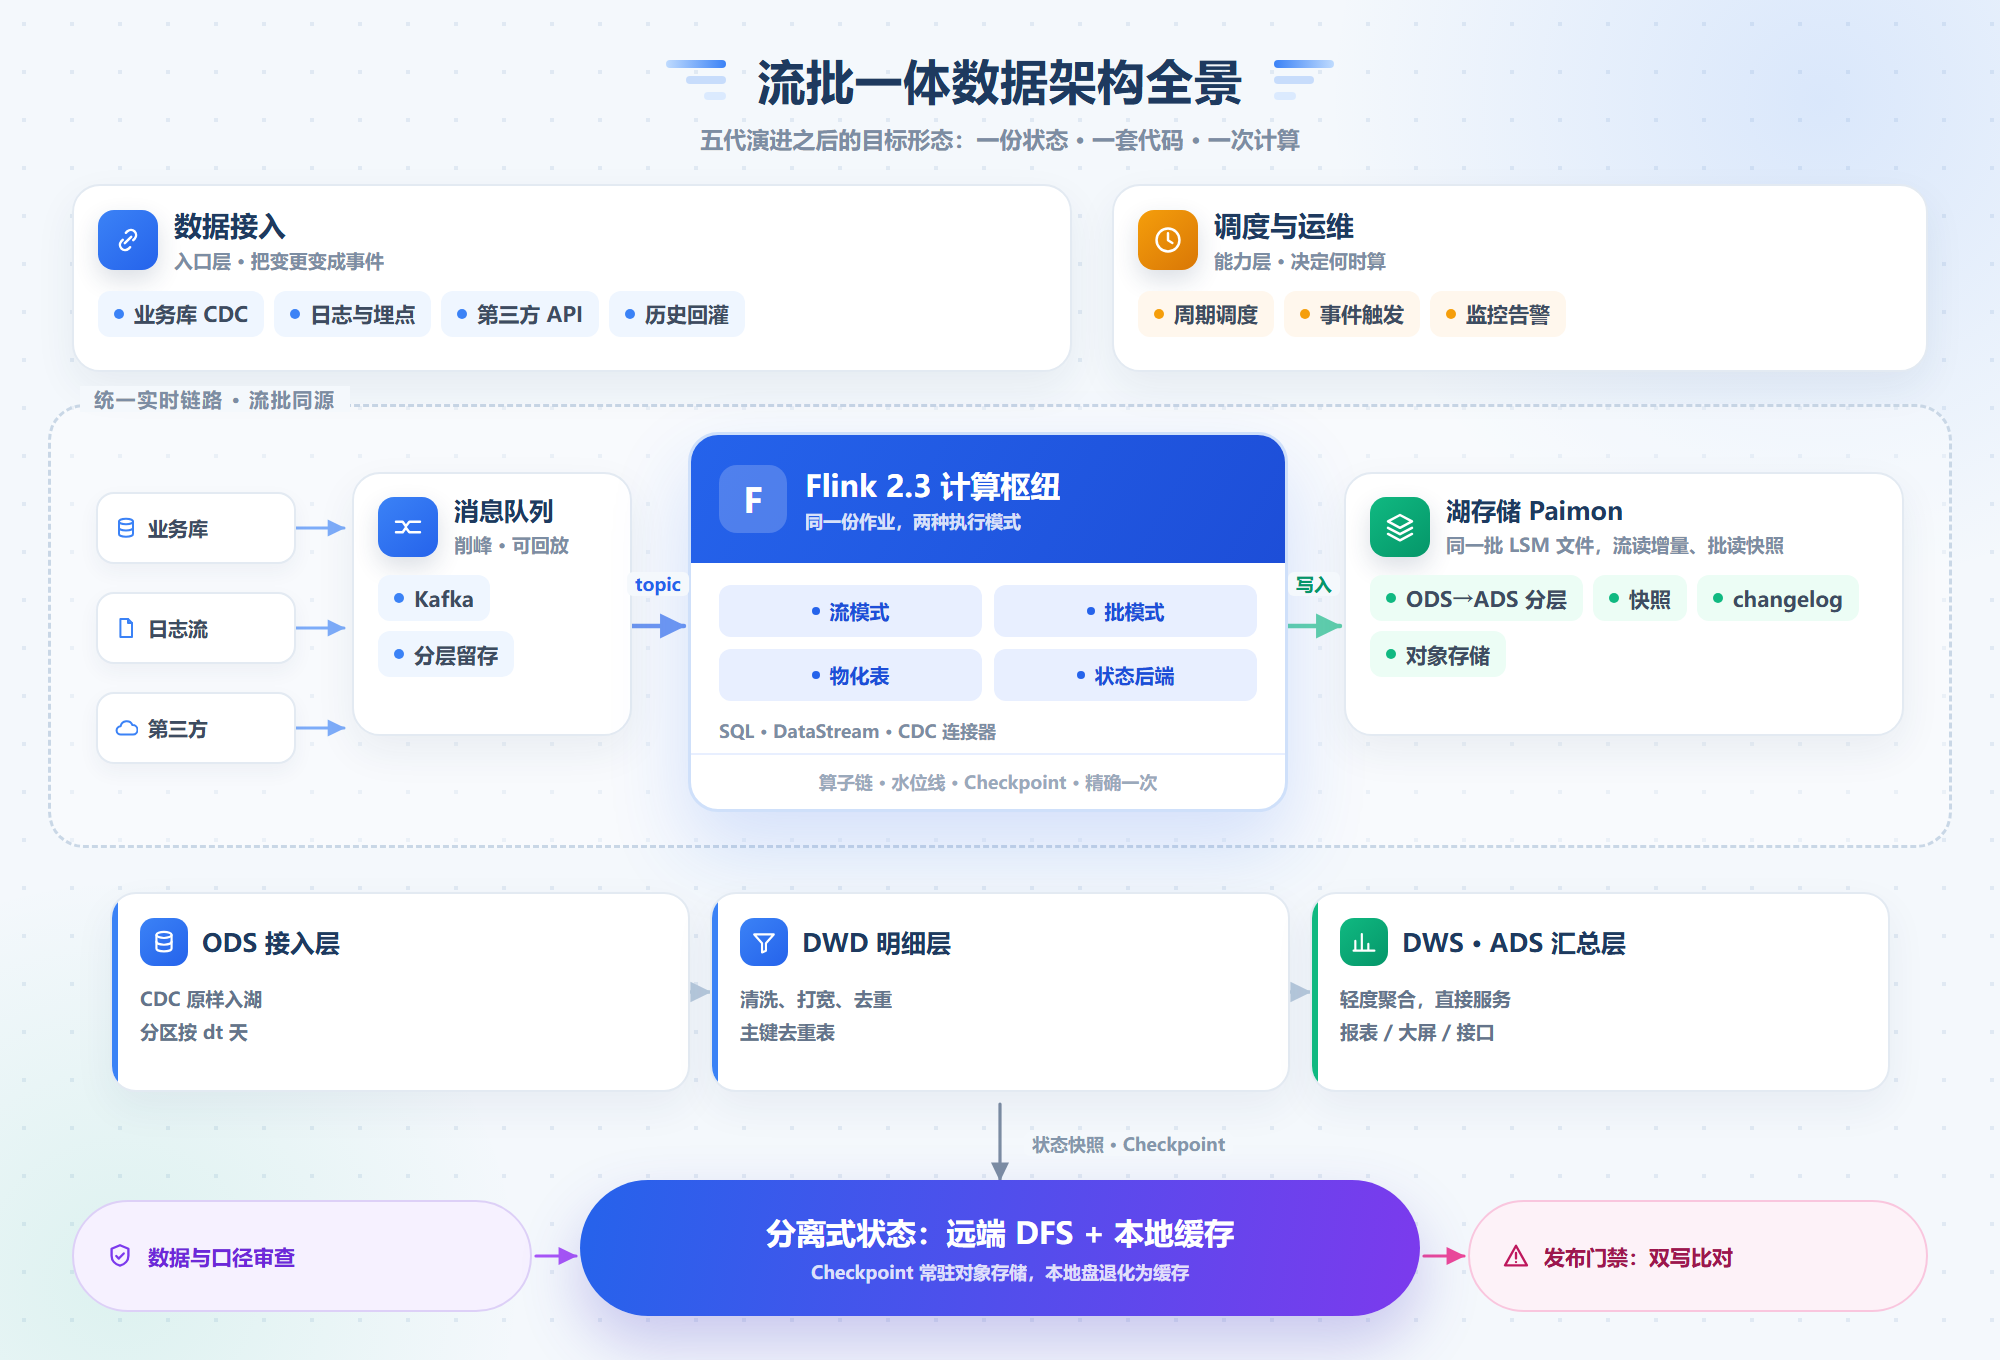 流批一体数据架构全景
五代演进之后的目标形态：一份状态 • 一套代码 • 一次计算
数据接入
入口层 • 把变更变成事件
业务库 CDC
日志与埋点
第三方 API
历史回灌
调度与运维
能力层 • 决定何时算
周期调度
事件触发
监控告警
统一实时链路 • 流批同源
业务库
日志流
第三方
消息队列
削峰 • 可回放
Kafka
分层留存
topic
F
Flink 2.3 计算枢纽
同一份作业，两种执行模式
流模式
批模式
物化表
状态后端
SQL • DataStream • CDC 连接器
算子链 • 水位线 • Checkpoint • 精确一次
写入
湖存储 Paimon
同一批 LSM 文件，流读增量、批读快照
ODS→ADS 分层
快照
changelog
对象存储
ODS 接入层
CDC 原样入湖
分区按 dt 天
DWD 明细层
清洗、打宽、去重
主键去重表
DWS • ADS 汇总层
轻度聚合，直接服务
报表 / 大屏 / 接口
状态快照 • Checkpoint
数据与口径审查
分离式状态：远端 DFS + 本地缓存
Checkpoint 常驻对象存储，本地盘退化为缓存
发布门禁：双写比对